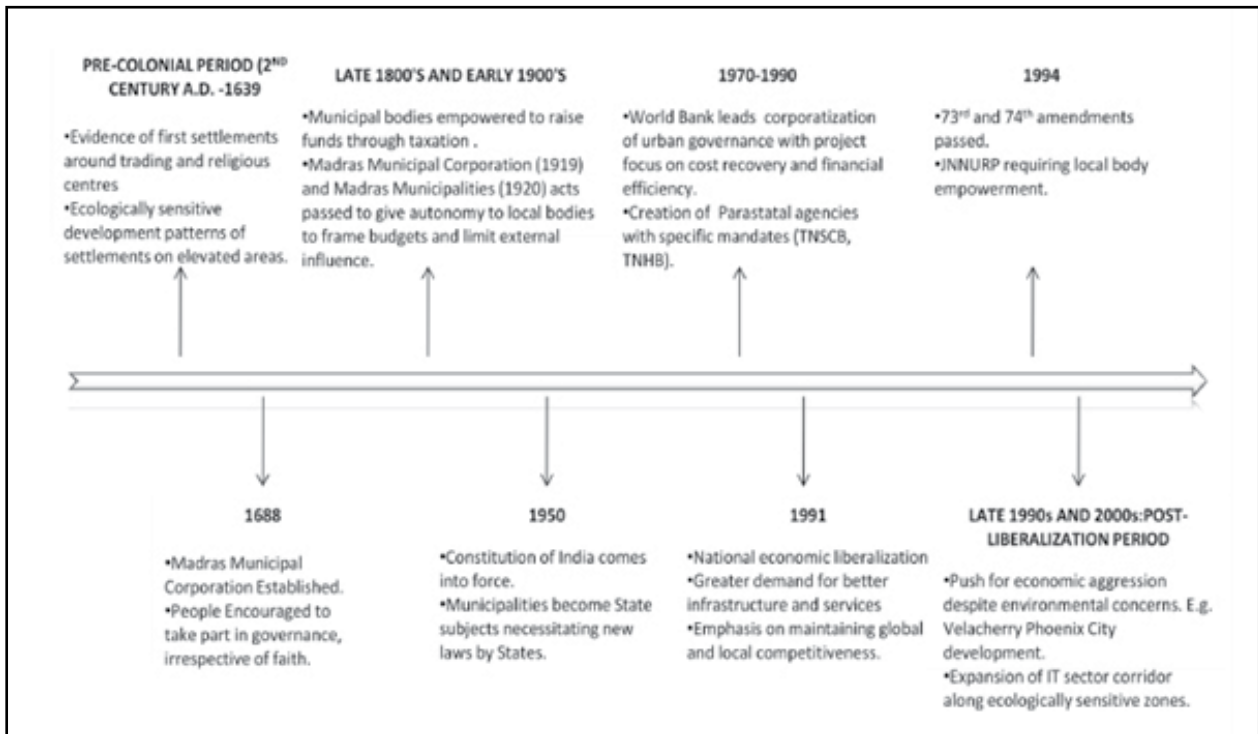 PRE-COLONIAL PERIOD (2ND
CENTURY A.D. -1639
•Evidence of first settlements
around trading and religious
centres
•Ecologically sensitive
development patterns of
settlements on elevated areas.
LATE 1800'S AND EARLY 1900'S
•Municipal bodies empowered to raise
funds through taxation .
•Madras Municipal Corporation (1919)
and Madras Municipalities (1920) acts
passed to give autonomy to local bodies
to frame budgets and limit external
influence.
1970-1990
•World Bank leads corporatization
of urban governance with project
focus on cost recovery and financial
efficiency.
•Creation of Parastatal agencies
with specific mandates (TNSCB,
TNHB).
1994
•73rd and 74th amendments
passed.
•JNNURP requiring local body
empowerment.
1688
•Madras Municipal
Corporation Established.
•People Encouraged to
take part in governance,
irrespective of faith.
1950
•Constitution of India comes
into force.
•Municipalities become State
subjects necessitating new
laws by States.
1991
•National economic liberalization
•Greater demand for better
infrastructure and services
•Emphasis on maintaining global
and local competitiveness.
LATE 1990s AND 2000s:POST-
LIBERALIZATION PERIOD
•Push for economic aggression
despite environmental concerns. E.g.
Velacherry Phoenix City
development.
•Expansion of IT sector corridor
along ecologically sensitive zones.